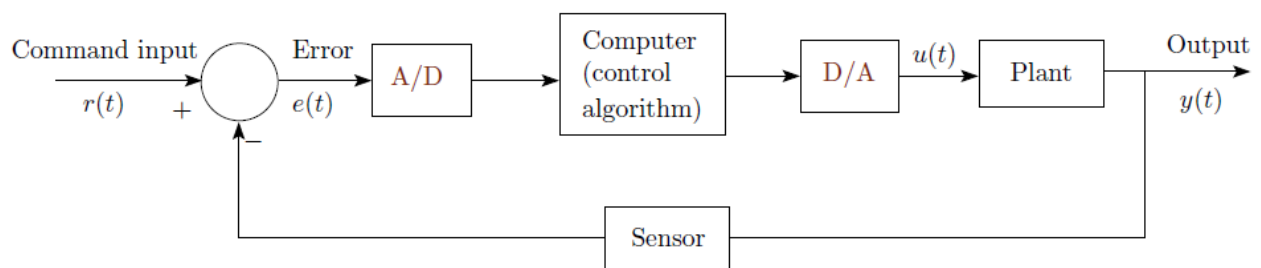 Command input
r(t)
+
−
Error
e(t)
A/D
Computer
(control
algorithm)
D/A
u(t)
Plant
Output
y(t)
Sensor